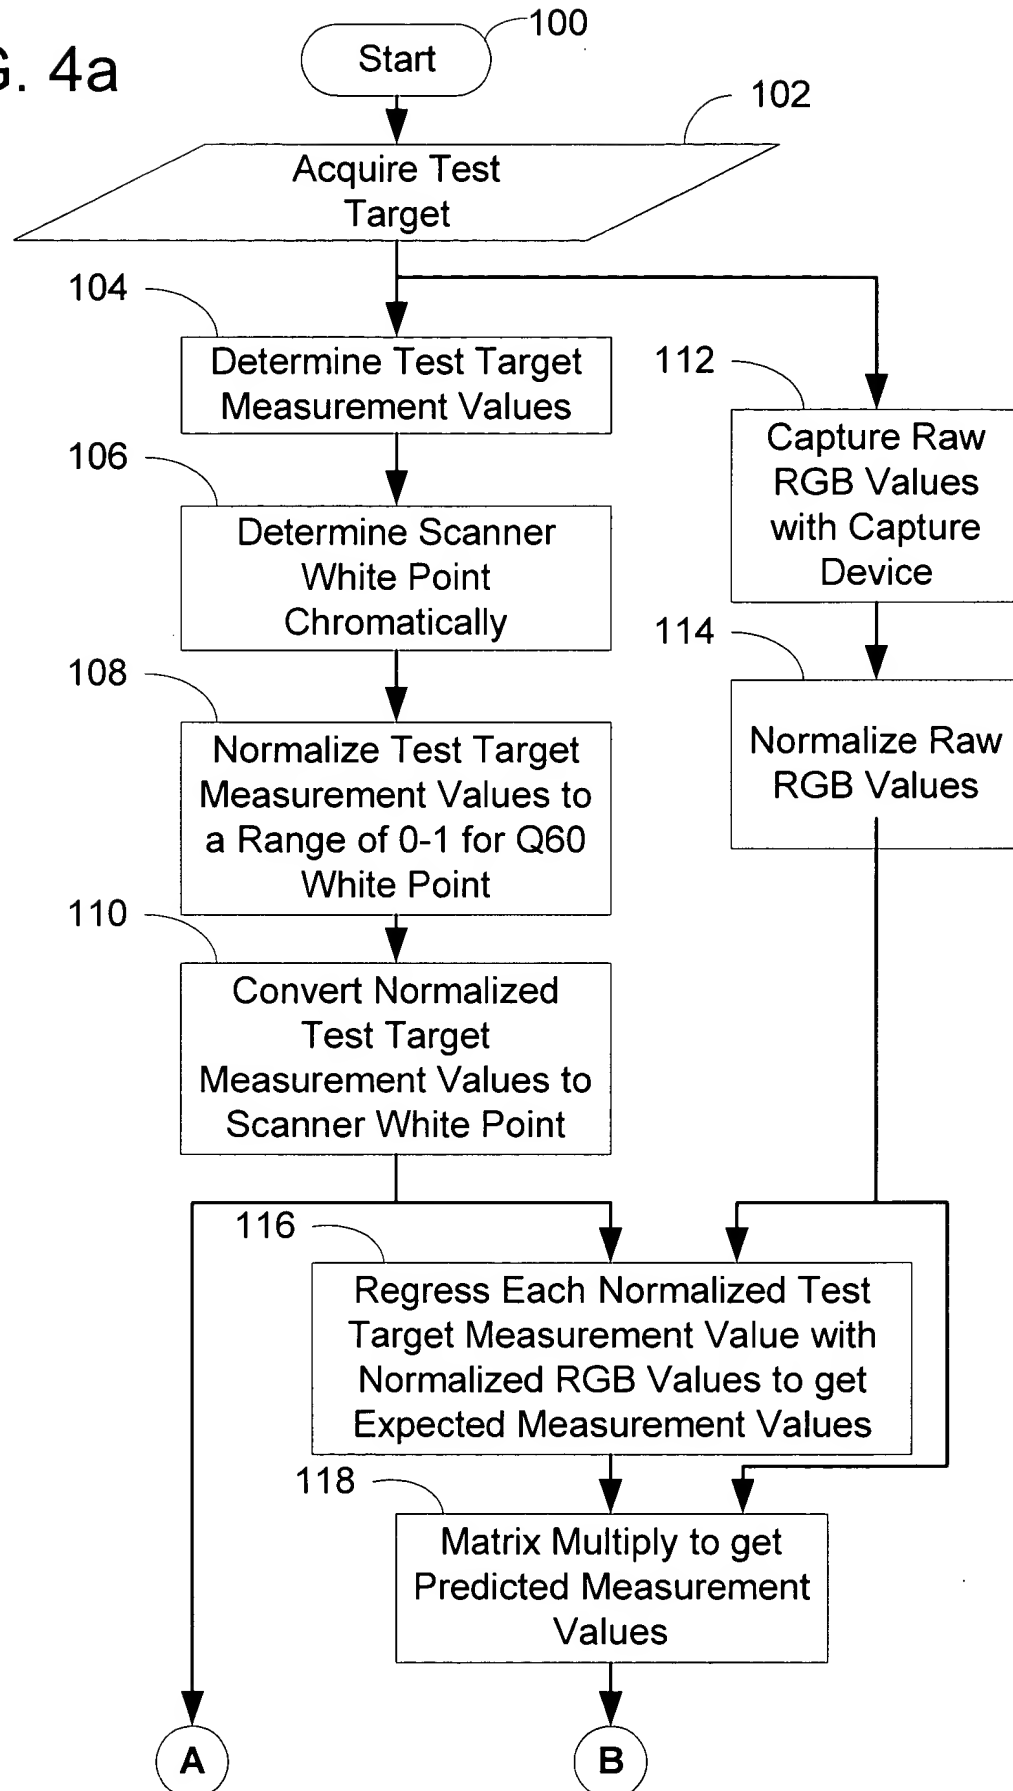 G. 4a
Start
100
102
Acquire Test
Target
104
Determine Test Target
Measurement Values
106
Determine Scanner
White Point
Chromatically
108
Normalize Test Target
Measurement Values to
a Range of 0-1 for Q60
White Point
110
Convert Normalized
Test Target
Measurement Values to
Scanner White Point
112
Capture Raw
RGB Values
with Capture
Device
114
Normalize Raw
RGB Values
116
Regress Each Normalized Test
Target Measurement Value with
Normalized RGB Values to get
Expected Measurement Values
118
Matrix Multiply to get
Predicted Measurement
Values
A
B